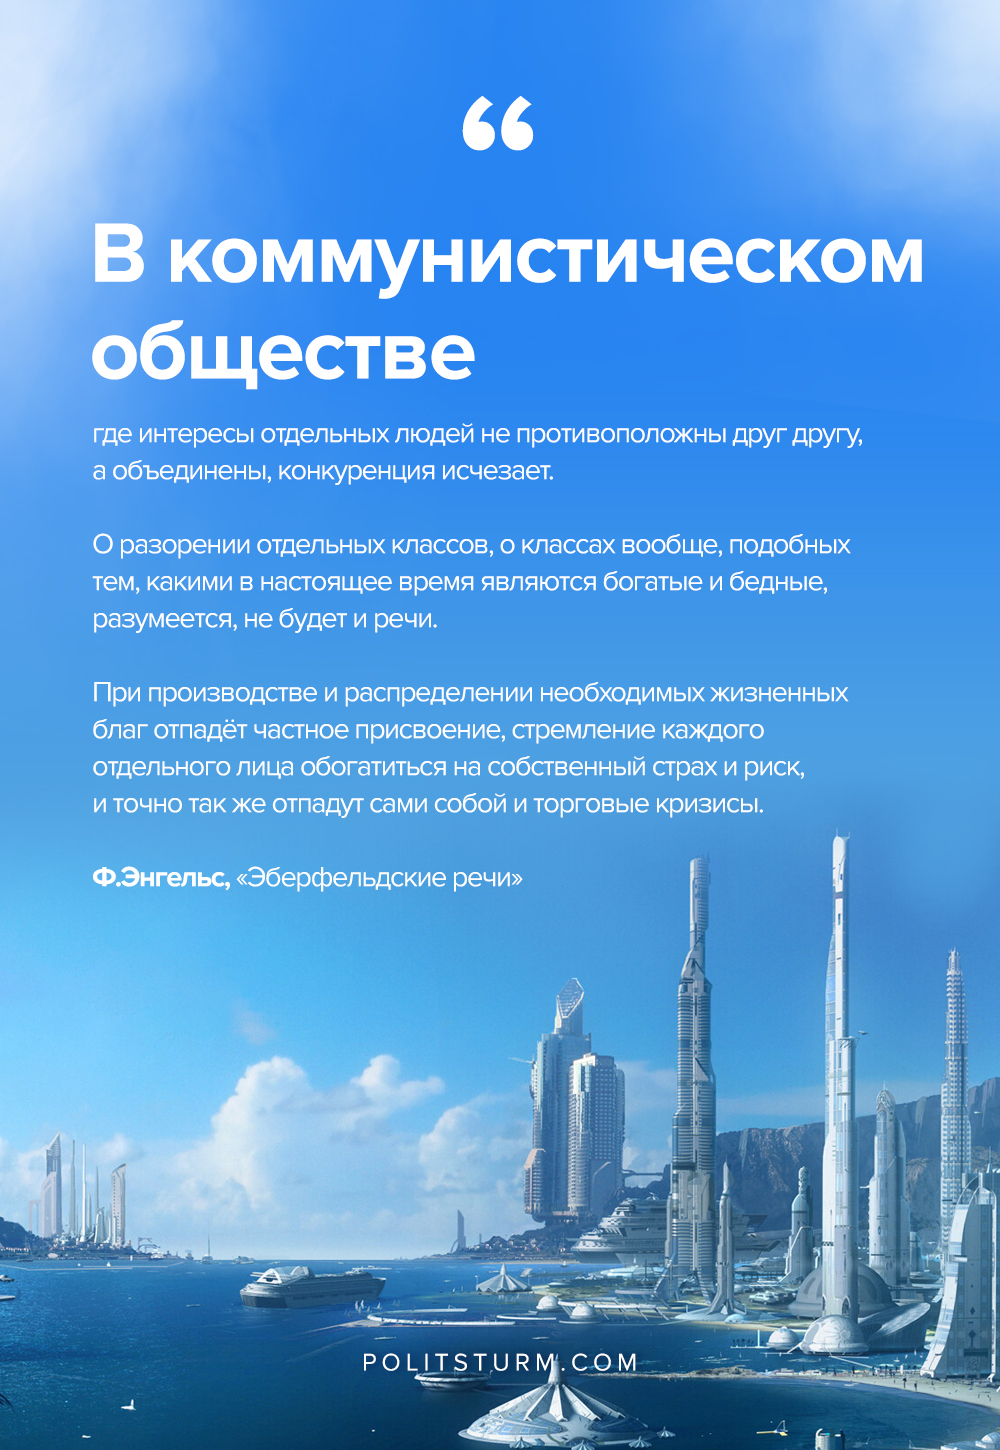 “
В коммунистическом
обществе
где интересы отдельных людей не противоположны друг другу,
а объединены, конкуренция исчезает.
О разорении отдельных классов, о классах вообще, подобных
тем, какими в настоящее время являются богатые и бедные,
разумеется, не будет и речи.
При производстве и распределении необходимых жизненных
благ отпадёт частное присвоение, стремление каждого
отдельного лица обогатиться на собственный страх и риск,
и точно так же отпадут сами собой и торговые кризисы.
Ф.Энгельс, «Эберфельдские речи»
POLITSTURM.COM